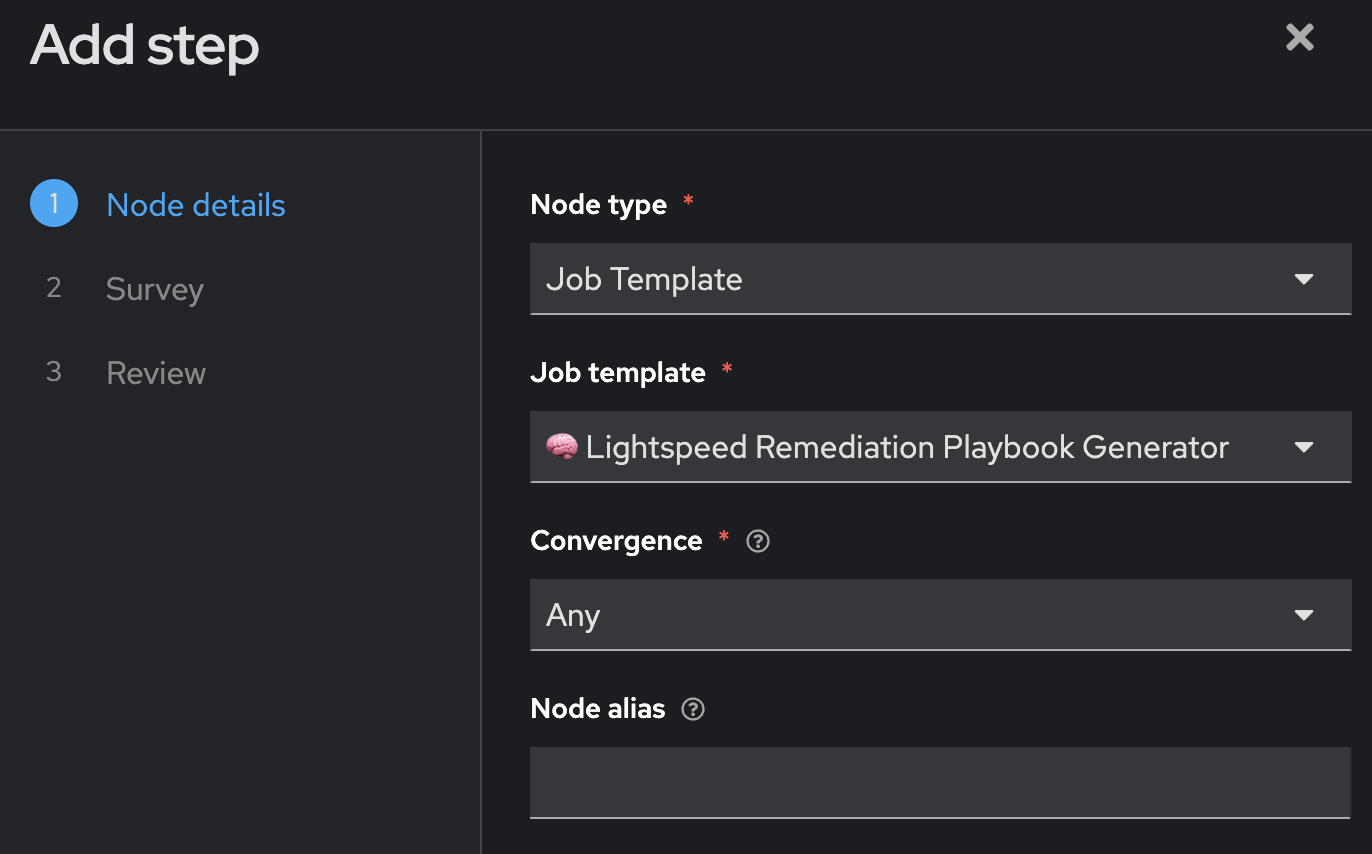 Add step
1 Node details
2 Survey
3 Review
Node type *
Job Template
Job template *
🧠 Lightspeed Remediation Playbook Generator
Convergence * ?
Any
Node alias ?